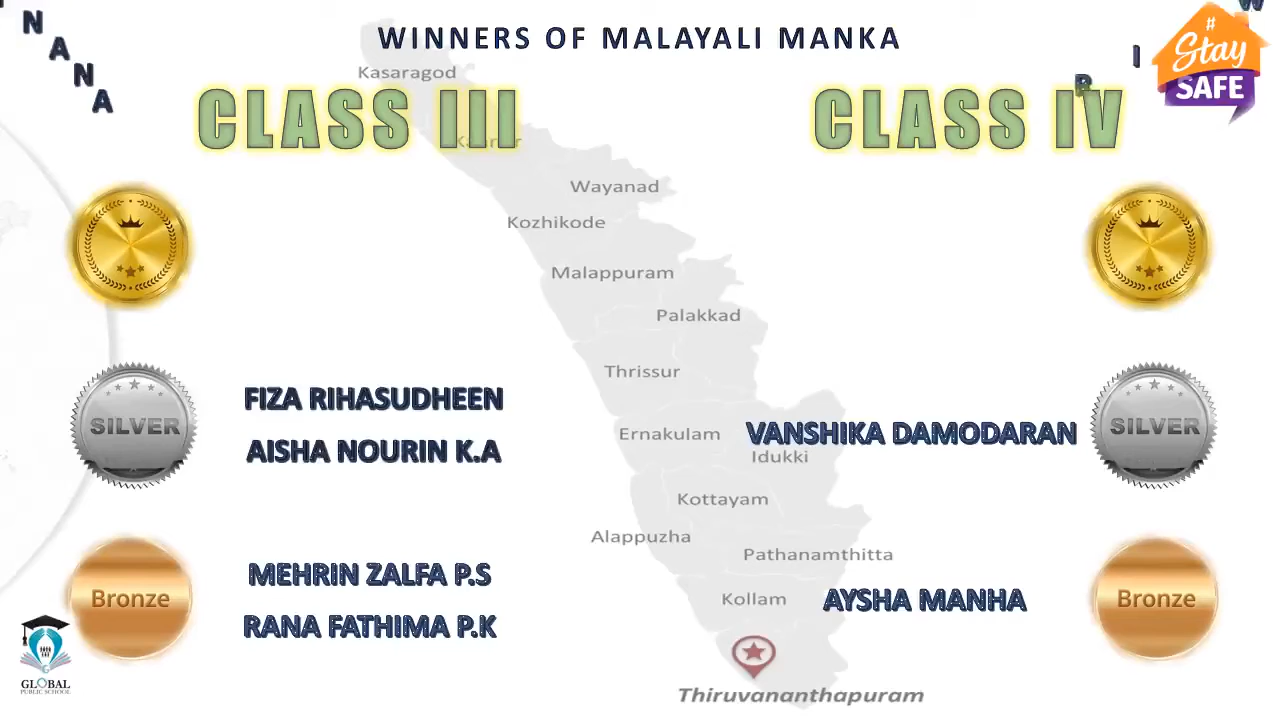 N
A
N
A
WINNERS OF MALAYALI MANKA
W
I
R
# Stay
SAFE
Kasaragod
CLASS III
CLASS IV
Wayanad
Kozhikode
Malappuram
Palakkad
Thrissur
SILVER
FIZA RIHASUDHEEN
AISHA NOURIN K.A
Ernakulam
VANSHIKA DAMODARAN
SILVER
Idukki
Kottayam
Alappuzha
Pathanamthitta
Bronze
MEHRIN ZALFA P.S
RANA FATHIMA P.K
Kollam
AYSHA MANHA
Bronze
GLOBAL
PUBLIC SCHOOL
Thiruvananthapuram